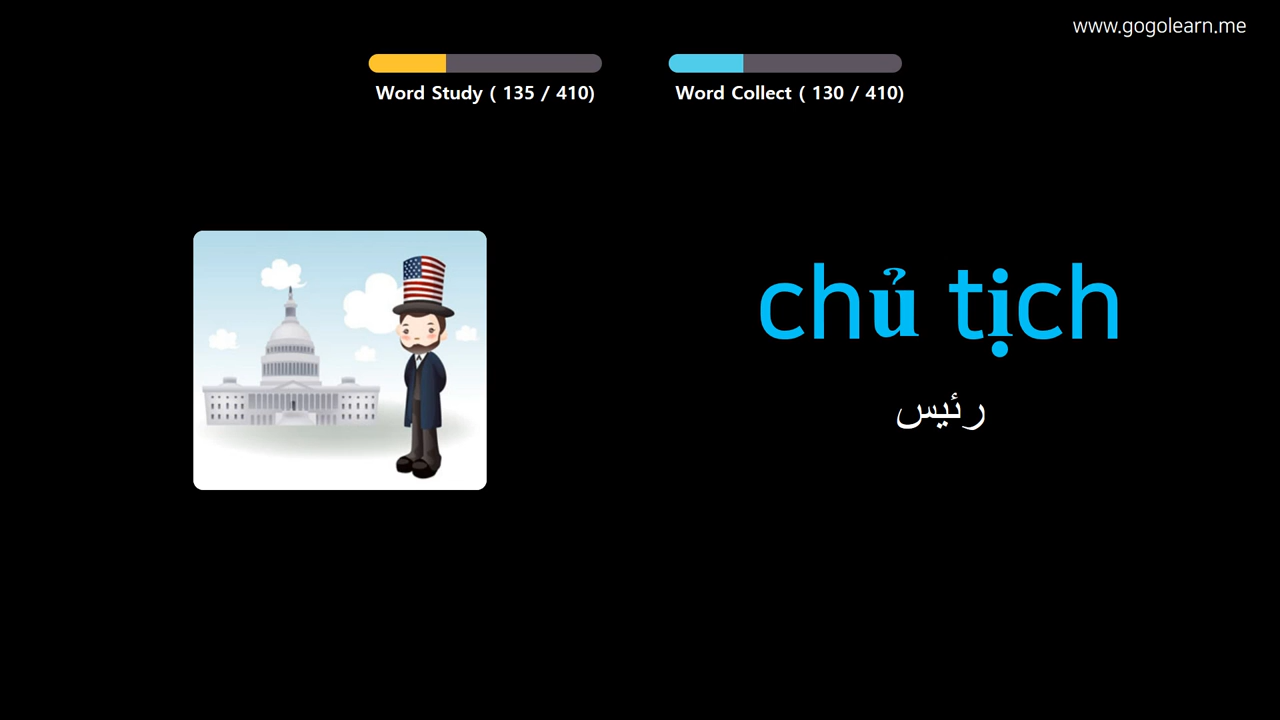 www.gogolearn.me
Word Study ( 135 / 410)
Word Collect ( 130 / 410)
chủ tịch
رئيس